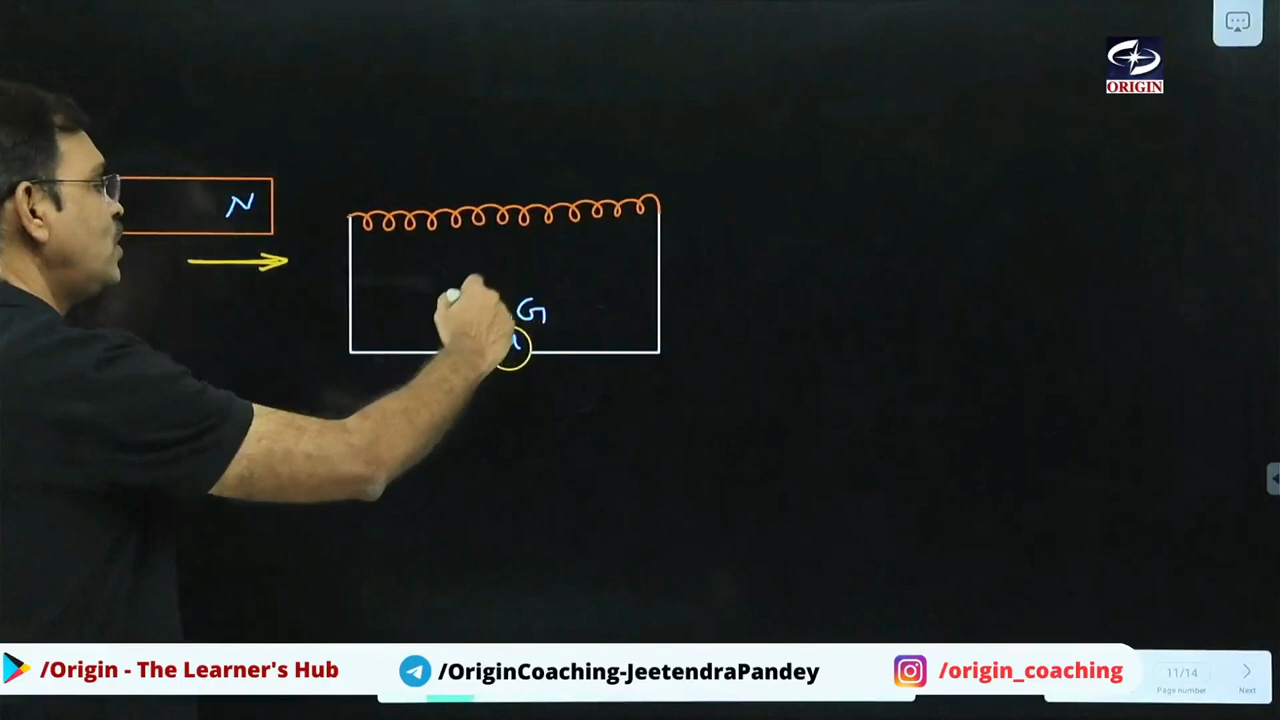 ORIGIN
N
G
/Origin - The Learner's Hub
/OriginCoaching-JeetendraPandey
/origin_coaching
11/14
Page number
Next